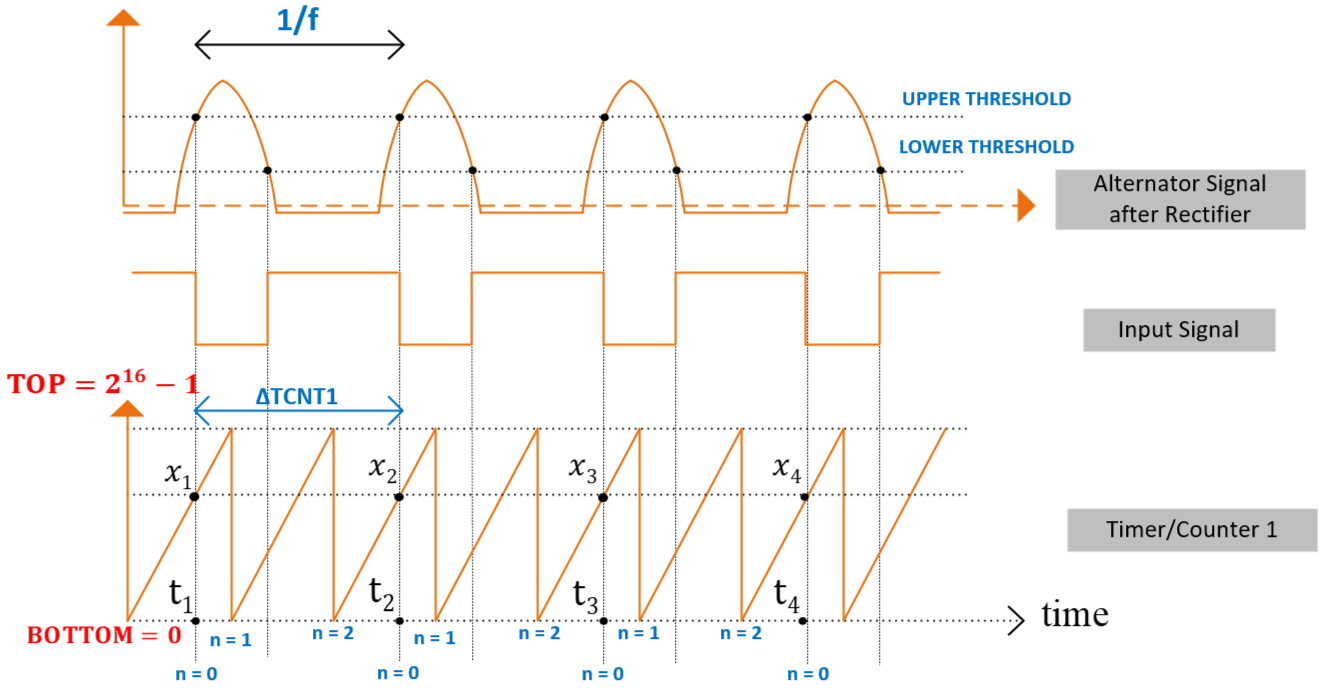 1/f
UPPER THRESHOLD
LOWER THRESHOLD
Alternator Signal
after Rectifier
Input Signal
TOP = 2¹⁶ − 1
ΔTCNT1
x₁
x₂
x₃
x₄
Timer/Counter 1
t₁
t₂
t₃
t₄
time
BOTTOM = 0
n = 1
n = 2
n = 1
n = 2
n = 1
n = 2
n = 0
n = 0
n = 0
n = 0